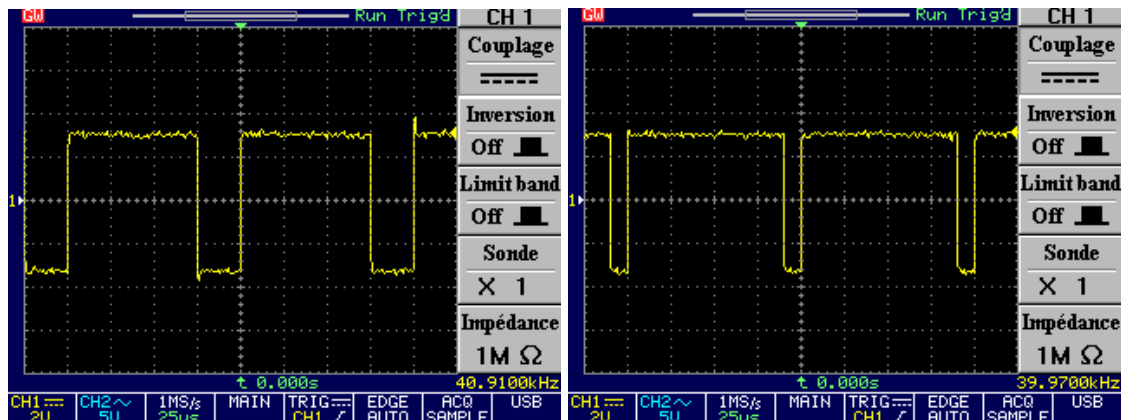 GW Run Trig'd CH 1
Couplage
Inversion
Off
Limit band
Off
Sonde
X 1
Impédance
1M Ω
1
t 0.000s 40.9100kHz
CH1 CH2 1MS/s MAIN TRIG EDGE ACQ USB
2V 5V 25us CH1 AUTO SAMPLE
GW Run Trig'd CH 1
Couplage
Inversion
Off
Limit band
Off
Sonde
X 1
Impédance
1M Ω
1
t 0.000s 39.9700kHz
CH1 CH2 1MS/s MAIN TRIG EDGE ACQ USB
2V 5V 25us CH1 AUTO SAMPLE